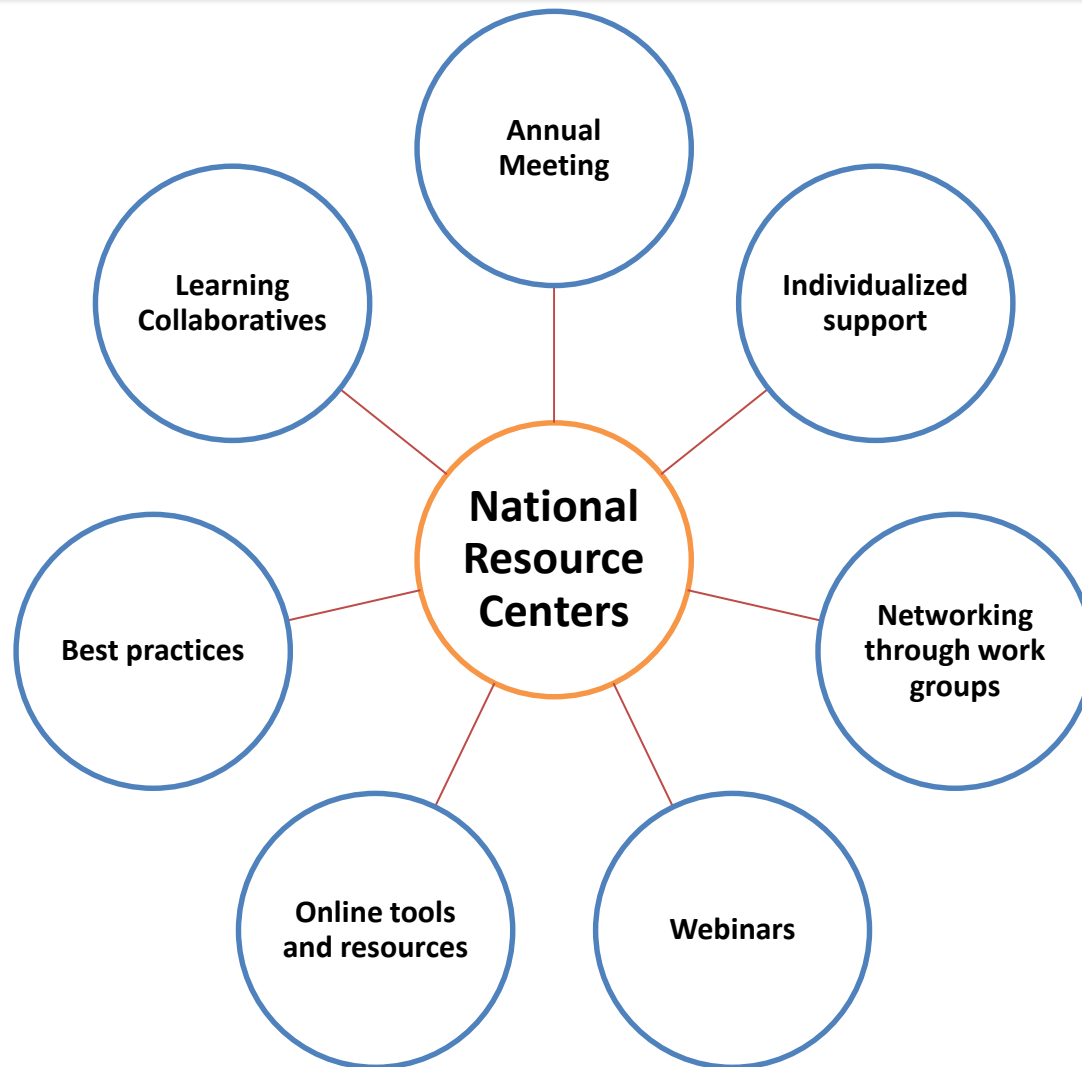 Annual
Meeting
Individualized
support
Learning
Collaboratives
National
Resource
Centers
Networking
through work
groups
Best practices
Online tools
and resources
Webinars